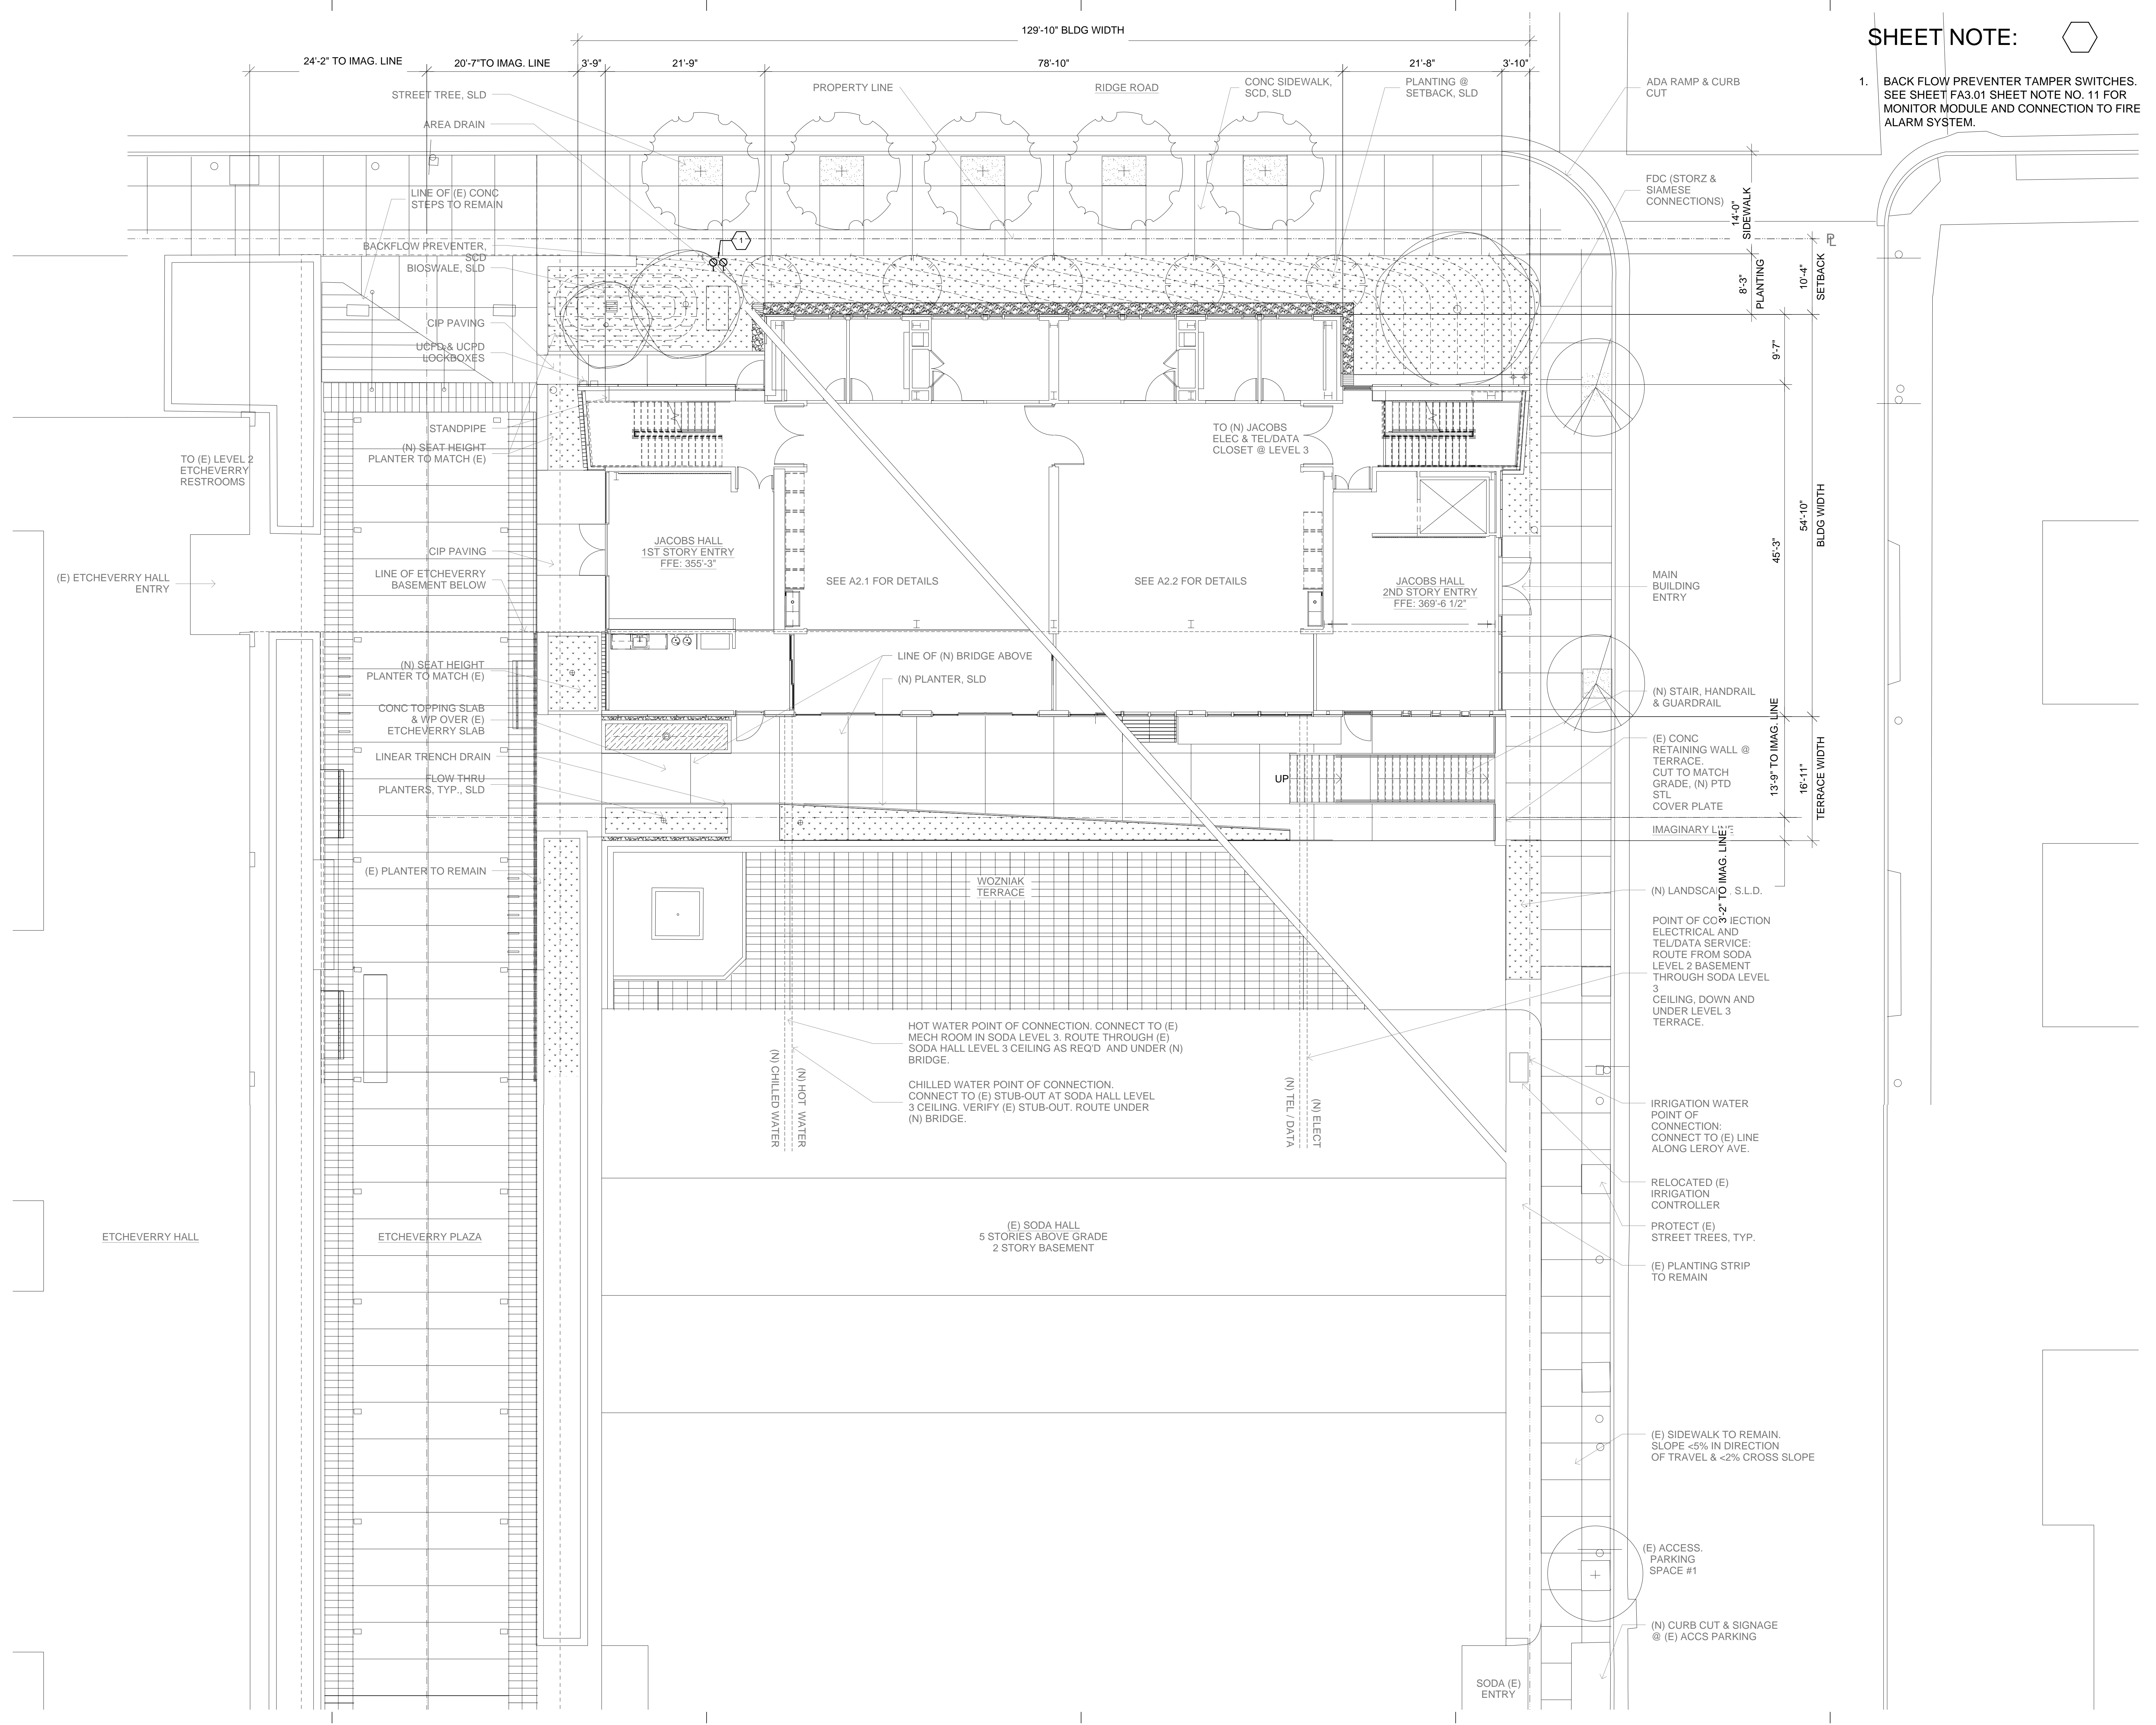 129'-10" BLDG WIDTH
24'-2" TO IMAG. LINE
20'-7"TO IMAG. LINE
3'-9"
21'-9"
78'-10"
21'-8"
3'-10"
SHEET NOTE:
1. BACK FLOW PREVENTER TAMPER SWITCHES.
SEE SHEET FA3.01 SHEET NOTE NO. 11 FOR
MONITOR MODULE AND CONNECTION TO FIRE
ALARM SYSTEM.
STREET TREE, SLD
PROPERTY LINE
RIDGE ROAD
CONC SIDEWALK,
SCD, SLD
PLANTING @
SETBACK, SLD
ADA RAMP & CURB
CUT
AREA DRAIN
LINE OF (E) CONC
STEPS TO REMAIN
FDC (STORZ &
SIAMESE
CONNECTIONS)
14'-0"
SIDEWALK
BACKFLOW PREVENTER,
SCD
BIOSWALE, SLD
1
PL
8'-3"
PLANTING
10'-4"
SETBACK
CIP PAVING
UCPD & UCPD
LOCKBOXES
9'-7"
STANDPIPE
(N) SEAT HEIGHT
PLANTER TO MATCH (E)
TO (E) LEVEL 2
ETCHEVERRY
RESTROOMS
TO (N) JACOBS
ELEC & TEL/DATA
CLOSET @ LEVEL 3
45'-3"
54'-10"
BLDG WIDTH
CIP PAVING
JACOBS HALL
1ST STORY ENTRY
FFE: 355'-3"
(E) ETCHEVERRY HALL
ENTRY
LINE OF ETCHEVERRY
BASEMENT BELOW
SEE A2.1 FOR DETAILS
SEE A2.2 FOR DETAILS
JACOBS HALL
2ND STORY ENTRY
FFE: 369'-6 1/2"
MAIN
BUILDING
ENTRY
(N) SEAT HEIGHT
PLANTER TO MATCH (E)
LINE OF (N) BRIDGE ABOVE
(N) PLANTER, SLD
(N) STAIR, HANDRAIL
& GUARDRAIL
CONC TOPPING SLAB
& WP OVER (E)
ETCHEVERRY SLAB
LINEAR TRENCH DRAIN
FLOW THRU
PLANTERS, TYP., SLD
UP
(E) CONC
RETAINING WALL @
TERRACE.
CUT TO MATCH
GRADE, (N) PTD
STL
COVER PLATE
13'-9" TO IMAG. LINE
16'-11"
TERRACE WIDTH
IMAGINARY LINE
3'-2" TO IMAG. LINE
(E) PLANTER TO REMAIN
WOZNIAK
TERRACE
(N) LANDSCAP. S.L.D.
POINT OF CONNECTION
ELECTRICAL AND
TEL/DATA SERVICE:
ROUTE FROM SODA
LEVEL 2 BASEMENT
THROUGH SODA LEVEL
3
CEILING, DOWN AND
UNDER LEVEL 3
TERRACE.
HOT WATER POINT OF CONNECTION. CONNECT TO (E)
MECH ROOM IN SODA LEVEL 3. ROUTE THROUGH (E)
SODA HALL LEVEL 3 CEILING AS REQ'D AND UNDER (N)
BRIDGE.
CHILLED WATER POINT OF CONNECTION.
CONNECT TO (E) STUB-OUT AT SODA HALL LEVEL
3 CEILING. VERIFY (E) STUB-OUT. ROUTE UNDER
(N) BRIDGE.
(N) CHILLED WATER
(N) HOT WATER
(N) TEL / DATA
(N) ELECT
IRRIGATION WATER
POINT OF
CONNECTION:
CONNECT TO (E) LINE
ALONG LEROY AVE.
RELOCATED (E)
IRRIGATION
CONTROLLER
PROTECT (E)
STREET TREES, TYP.
ETCHEVERRY HALL
ETCHEVERRY PLAZA
(E) SODA HALL
5 STORIES ABOVE GRADE
2 STORY BASEMENT
(E) PLANTING STRIP
TO REMAIN
(E) SIDEWALK TO REMAIN.
SLOPE <5% IN DIRECTION
OF TRAVEL & <2% CROSS SLOPE
(E) ACCESS.
PARKING
SPACE #1
(N) CURB CUT & SIGNAGE
@ (E) ACCS PARKING
SODA (E)
ENTRY